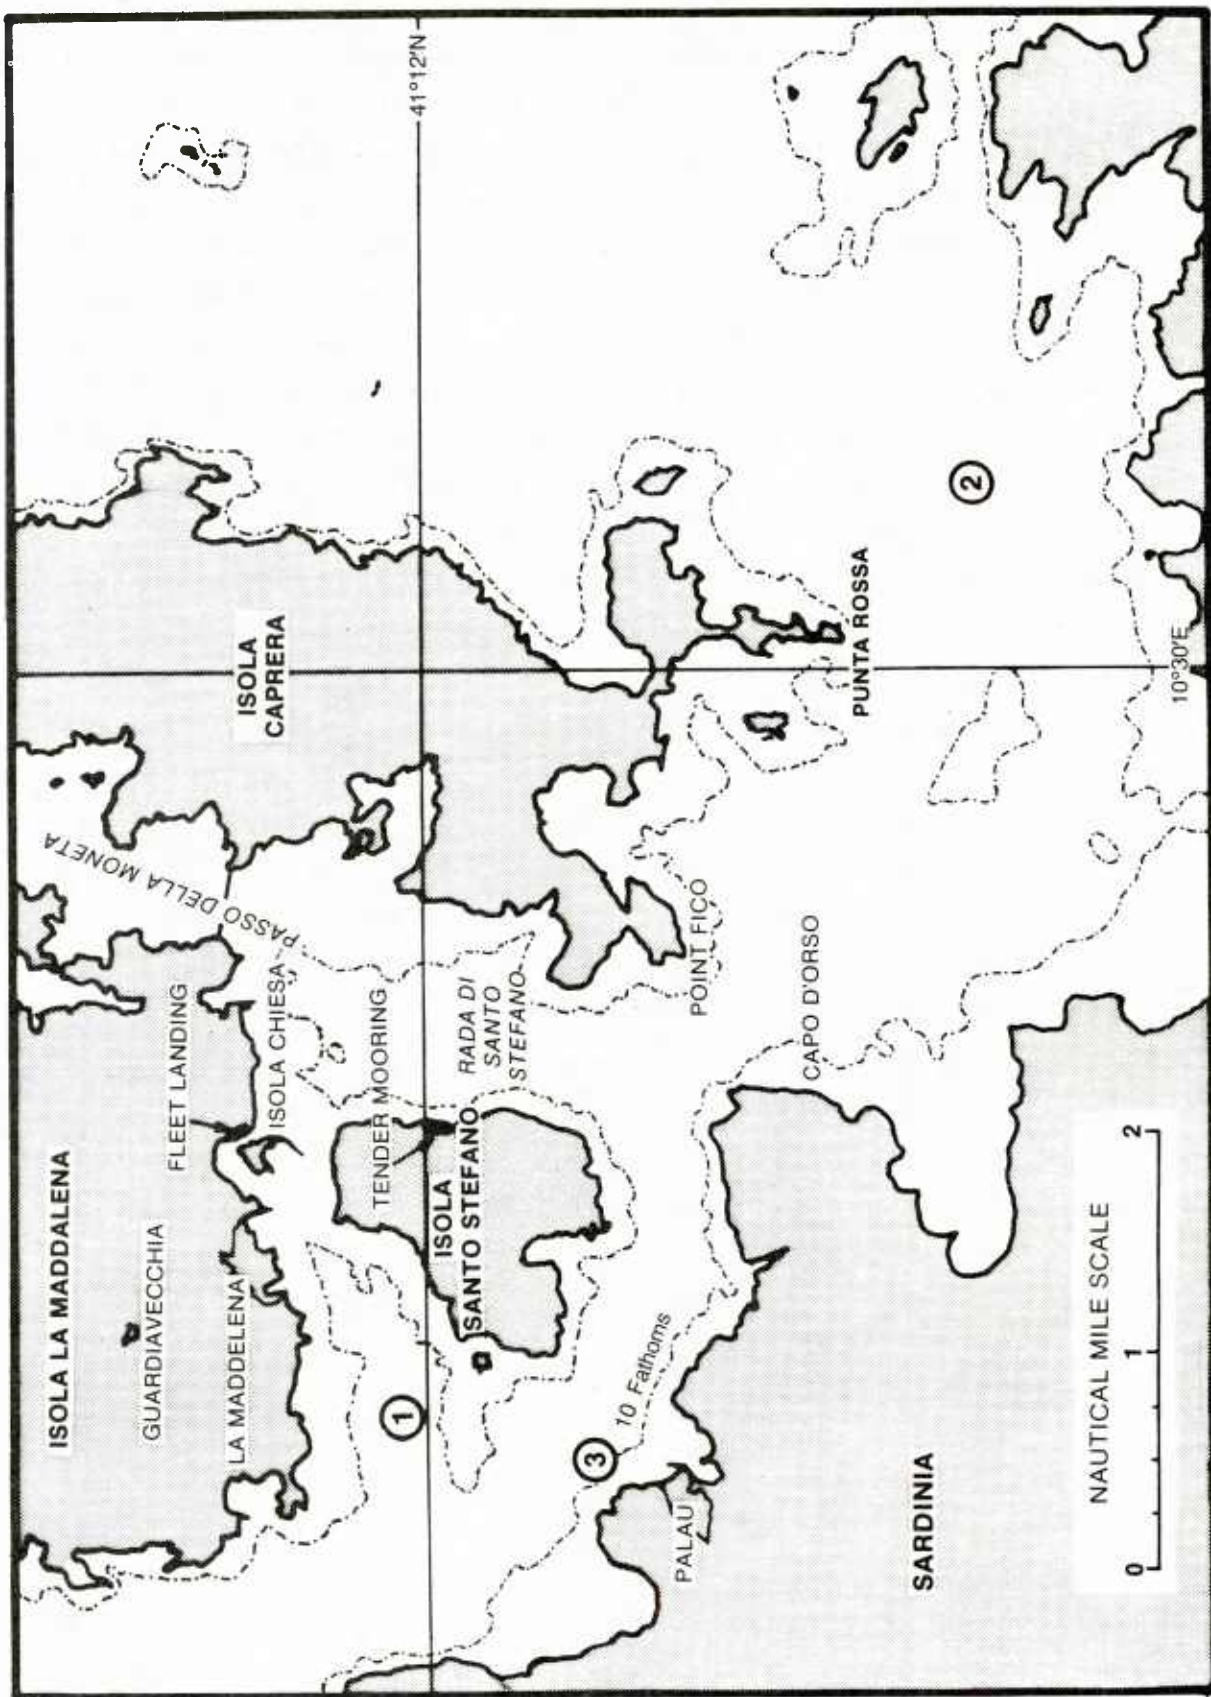 ISOLA LA MADDALENA
GUARDIAVECCHIA
FLEET LANDING
PASSO DELLA MONETA
LA MADDELENA
ISOLA CHIESA
ISOLA
CAPRERA
TENDER MOORING
41°12'N
1
ISOLA
SANTO STEFANO
RADA DI
SANTO
STEFANO
3
10 Fathoms
PALAU
POINT FICO
CAPO D'ORSO
PUNTA ROSSA
2
SARDINIA
NAUTICAL MILE SCALE
0
1
2
10°30'E